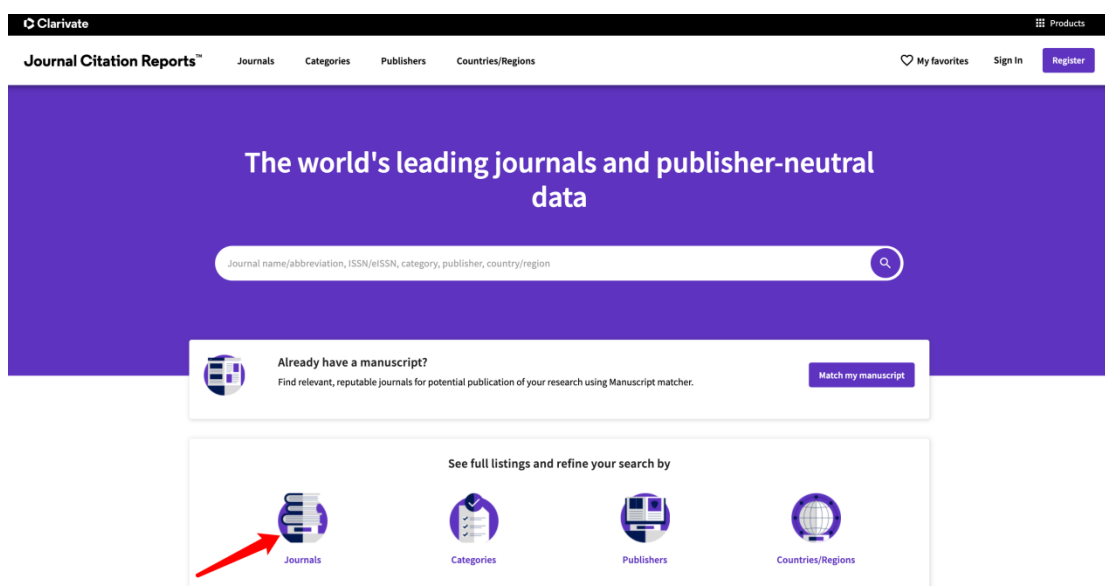 Clarivate
Products
Journal Citation Reports™
Journals
Categories
Publishers
Countries/Regions
My favorites
Sign In
Register
The world's leading journals and publisher-neutral
data
Journal name/abbreviation, ISSN/eISSN, category, publisher, country/region
Already have a manuscript?
Find relevant, reputable journals for potential publication of your research using Manuscript matcher.
Match my manuscript
See full listings and refine your search by
Journals
Categories
Publishers
Countries/Regions